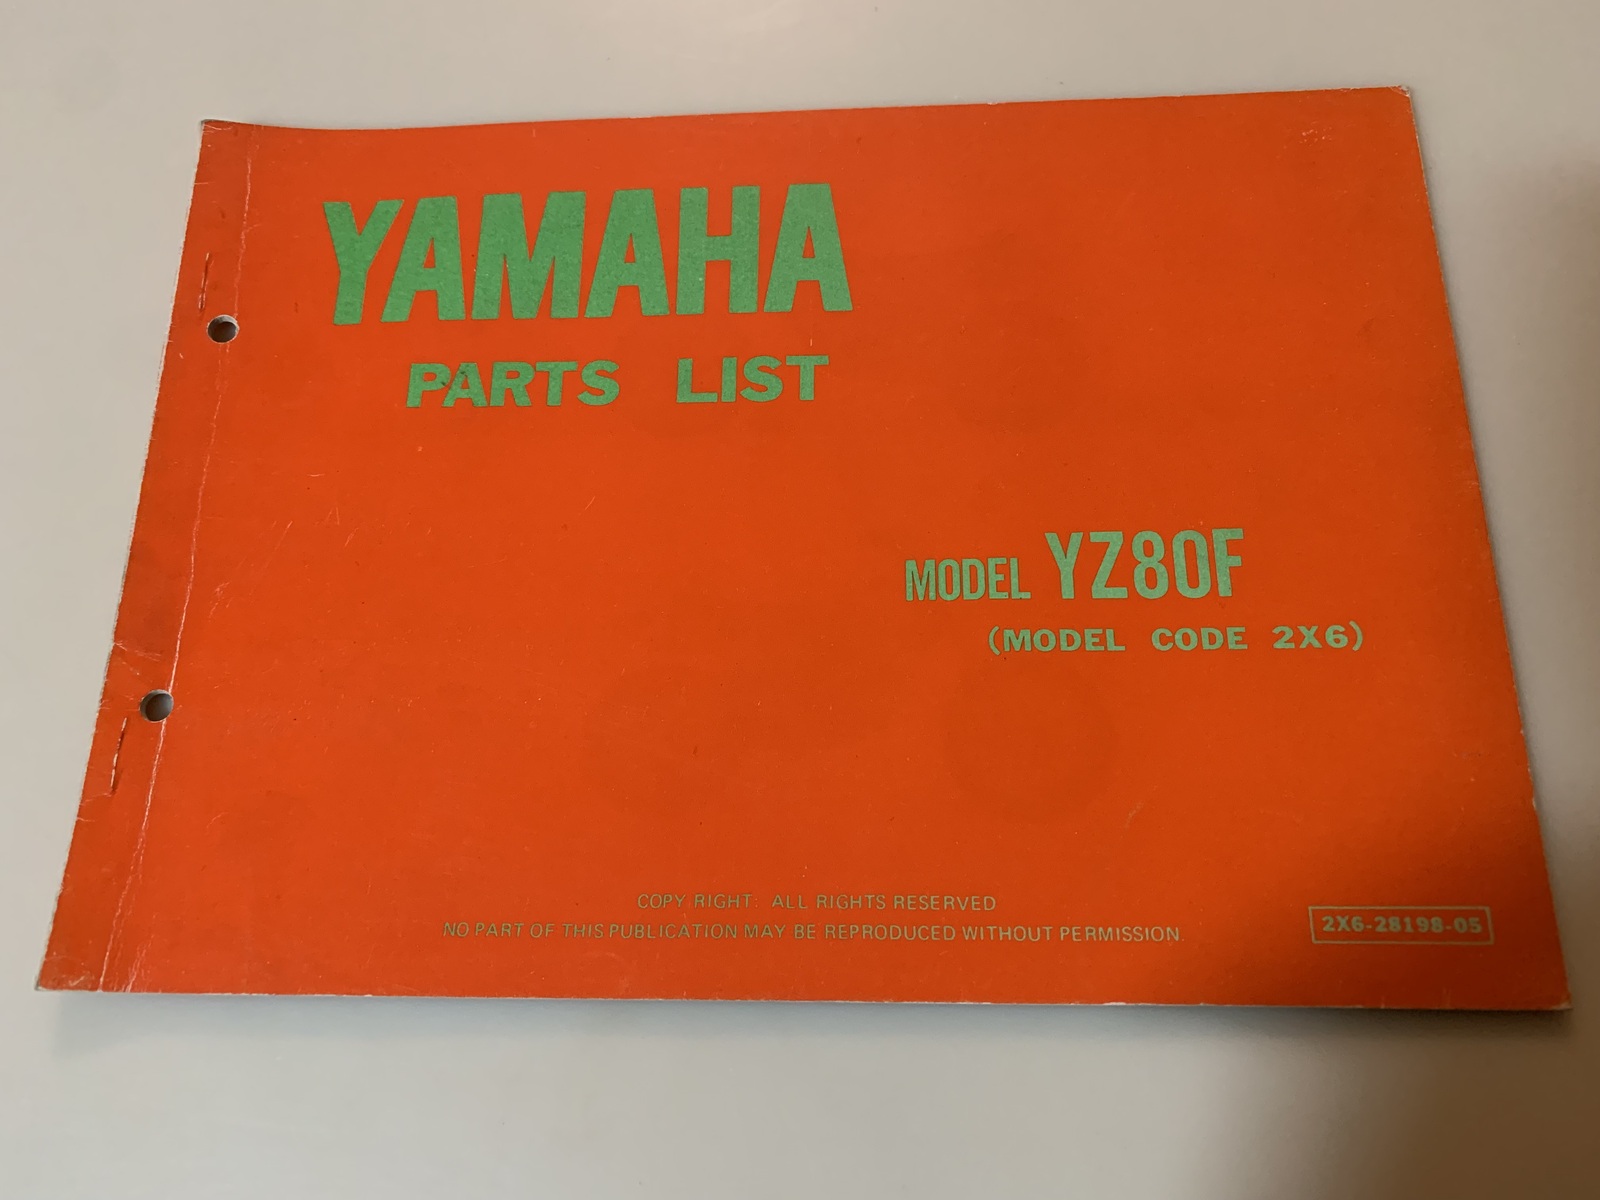 YAMAHA
PARTS LIST
MODEL YZ80F
(MODEL CODE 2X6)
COPY RIGHT: ALL RIGHTS RESERVED
NO PART OF THIS PUBLICATION MAY BE REPRODUCED WITHOUT PERMISSION.
2X6-28198-05